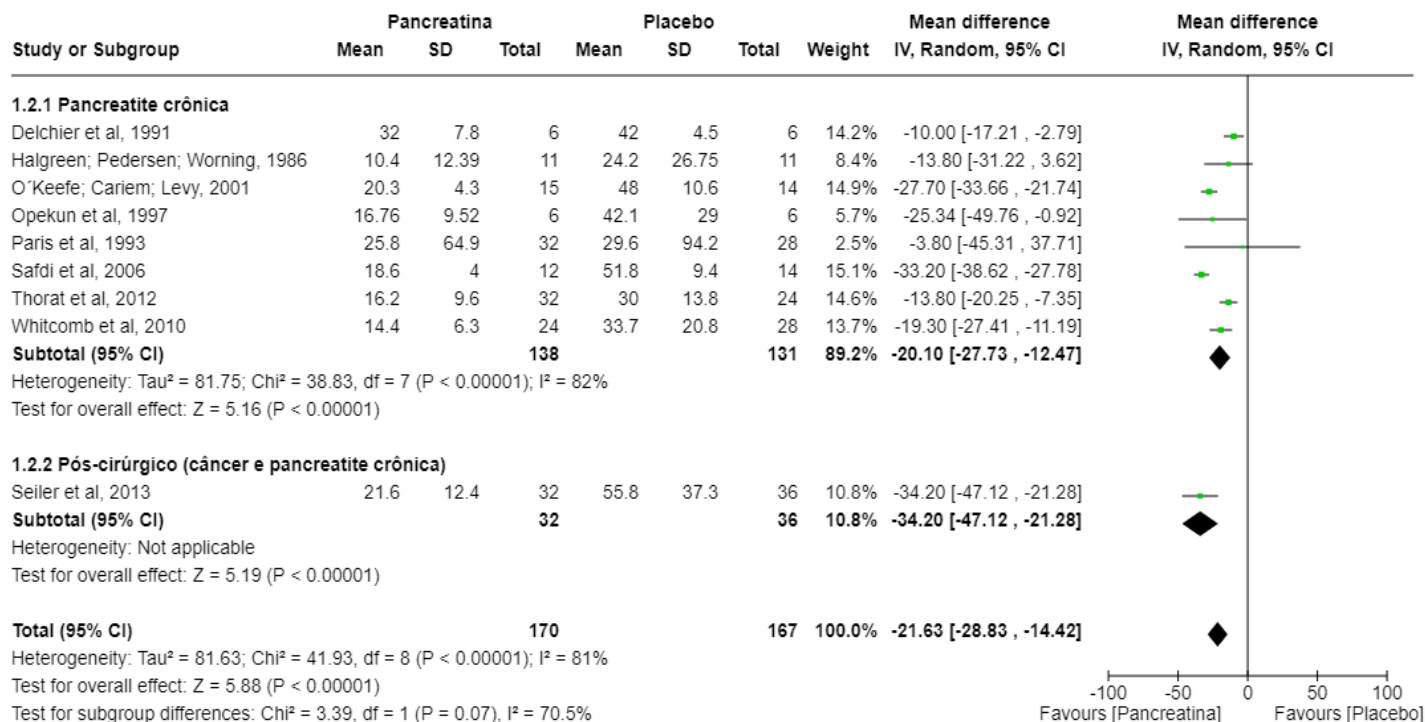 Pancreatina Placebo Mean difference Mean difference
Study or Subgroup Mean SD Total Mean SD Total Weight IV, Random, 95% CI IV, Random, 95% CI
1.2.1 Pancreatite crônica
Delchier et al, 1991 32 7.8 6 42 4.5 6 14.2% -10.00 [-17.21 , -2.79]
Halgreen; Pedersen; Worning, 1986 10.4 12.39 11 24.2 26.75 11 8.4% -13.80 [-31.22 , 3.62]
O´Keefe; Cariem; Levy, 2001 20.3 4.3 15 48 10.6 14 14.9% -27.70 [-33.66 , -21.74]
Opekun et al, 1997 16.76 9.52 6 42.1 29 6 5.7% -25.34 [-49.76 , -0.92]
Paris et al, 1993 25.8 64.9 32 29.6 94.2 28 2.5% -3.80 [-45.31 , 37.71]
Safdi et al, 2006 18.6 4 12 51.8 9.4 14 15.1% -33.20 [-38.62 , -27.78]
Thorat et al, 2012 16.2 9.6 32 30 13.8 24 14.6% -13.80 [-20.25 , -7.35]
Whitcomb et al, 2010 14.4 6.3 24 33.7 20.8 28 13.7% -19.30 [-27.41 , -11.19]
Subtotal (95% CI) 138 131 89.2% -20.10 [-27.73 , -12.47]
Heterogeneity: Tau² = 81.75; Chi² = 38.83, df = 7 (P < 0.00001); I² = 82%
Test for overall effect: Z = 5.16 (P < 0.00001)
1.2.2 Pós-cirúrgico (câncer e pancreatite crônica)
Seiler et al, 2013 21.6 12.4 32 55.8 37.3 36 10.8% -34.20 [-47.12 , -21.28]
Subtotal (95% CI) 32 36 10.8% -34.20 [-47.12 , -21.28]
Heterogeneity: Not applicable
Test for overall effect: Z = 5.19 (P < 0.00001)
Total (95% CI) 170 167 100.0% -21.63 [-28.83 , -14.42]
Heterogeneity: Tau² = 81.63; Chi² = 41.93, df = 8 (P < 0.00001); I² = 81%
Test for overall effect: Z = 5.88 (P < 0.00001) -100 -50 0 50 100
Test for subgroup differences: Chi² = 3.39, df = 1 (P = 0.07), I² = 70.5% Favours [Pancreatina] Favours [Placebo]